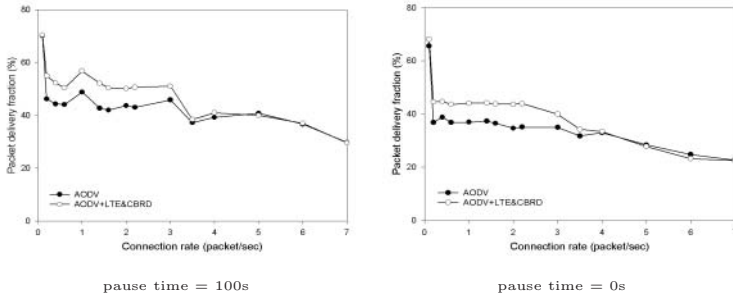 Packet delivery fraction (%)
80
60
40
20
0
AODV
AODV+LTE&CBRD
0 1 2 3 4 5 6 7
Connection rate (packet/sec)
pause time = 100s
Packet delivery fraction (%)
80
60
40
20
0
AODV
AODV+LTE&CBRD
0 1 2 3 4 5 6 7
Connection rate (packet/sec)
pause time = 0s